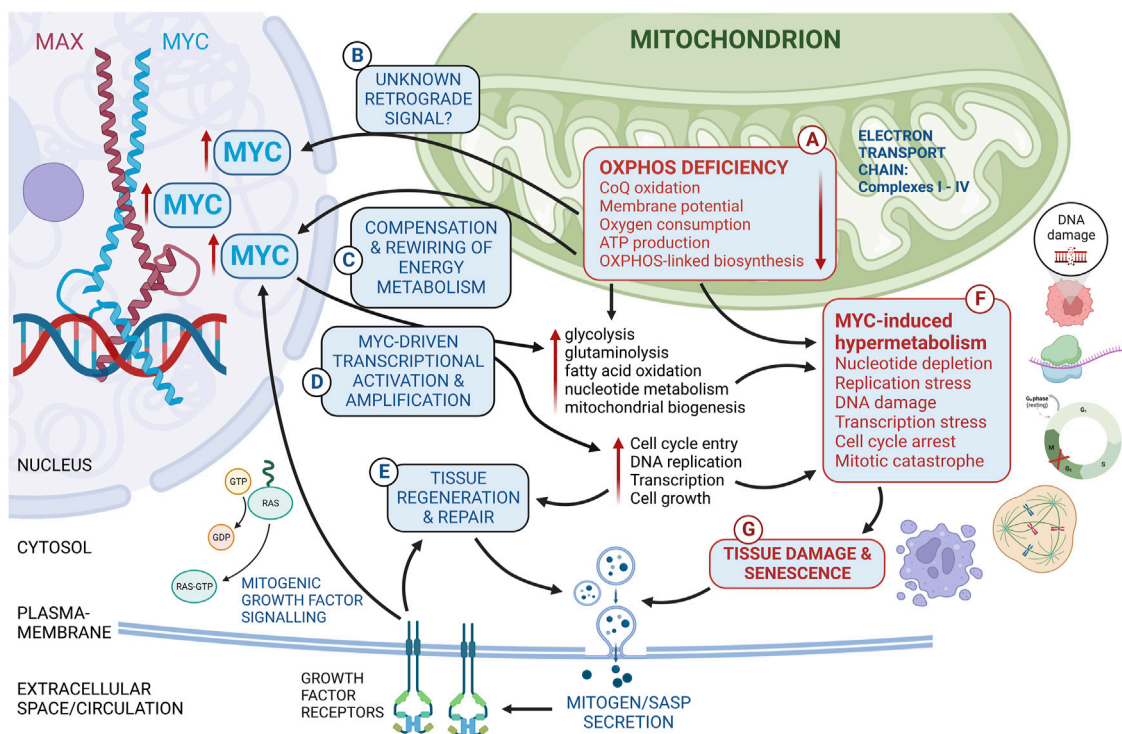 MAX
MYC
MITOCHONDRION
B
UNKNOWN
RETROGRADE
SIGNAL?
MYC
MYC
MYC
A
OXPHOS DEFICIENCY
CoQ oxidation
Membrane potential
Oxygen consumption
ATP production
OXPHOS-linked biosynthesis
ELECTRON
TRANSPORT
CHAIN:
Complexes I - IV
DNA
damage
C
COMPENSATION
& REWIRING OF
ENERGY
METABOLISM
D
MYC-DRIVEN
TRANSCRIPTIONAL
ACTIVATION &
AMPLIFICATION
glycolysis
glutaminolysis
fatty acid oxidation
nucleotide metabolism
mitochondrial biogenesis
F
MYC-induced
hypermetabolism
Nucleotide depletion
Replication stress
DNA damage
Transcription stress
Cell cycle arrest
Mitotic catastrophe
G₀ phase
(resting)
G₁
S
G₂
M
Cell cycle entry
DNA replication
Transcription
Cell growth
NUCLEUS
E
TISSUE
REGENERATION
& REPAIR
GTP
RAS
GDP
RAS-GTP
G
TISSUE DAMAGE &
SENESCENCE
CYTOSOL
MITOGENIC
GROWTH FACTOR
SIGNALLING
PLASMA-
MEMBRANE
EXTRACELLULAR
SPACE/CIRCULATION
GROWTH
FACTOR
RECEPTORS
MITOGEN/SASP
SECRETION